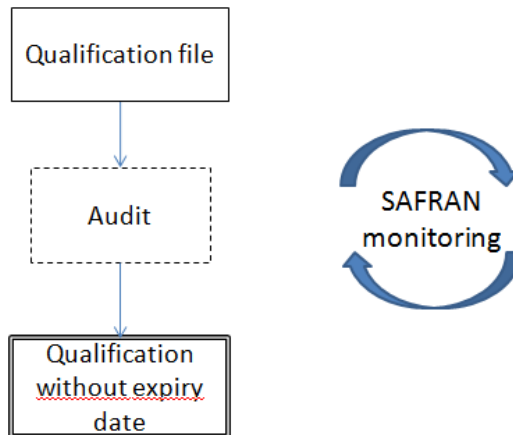 Qualification file
Audit
SAFRAN
monitoring
Qualification
without expiry
date